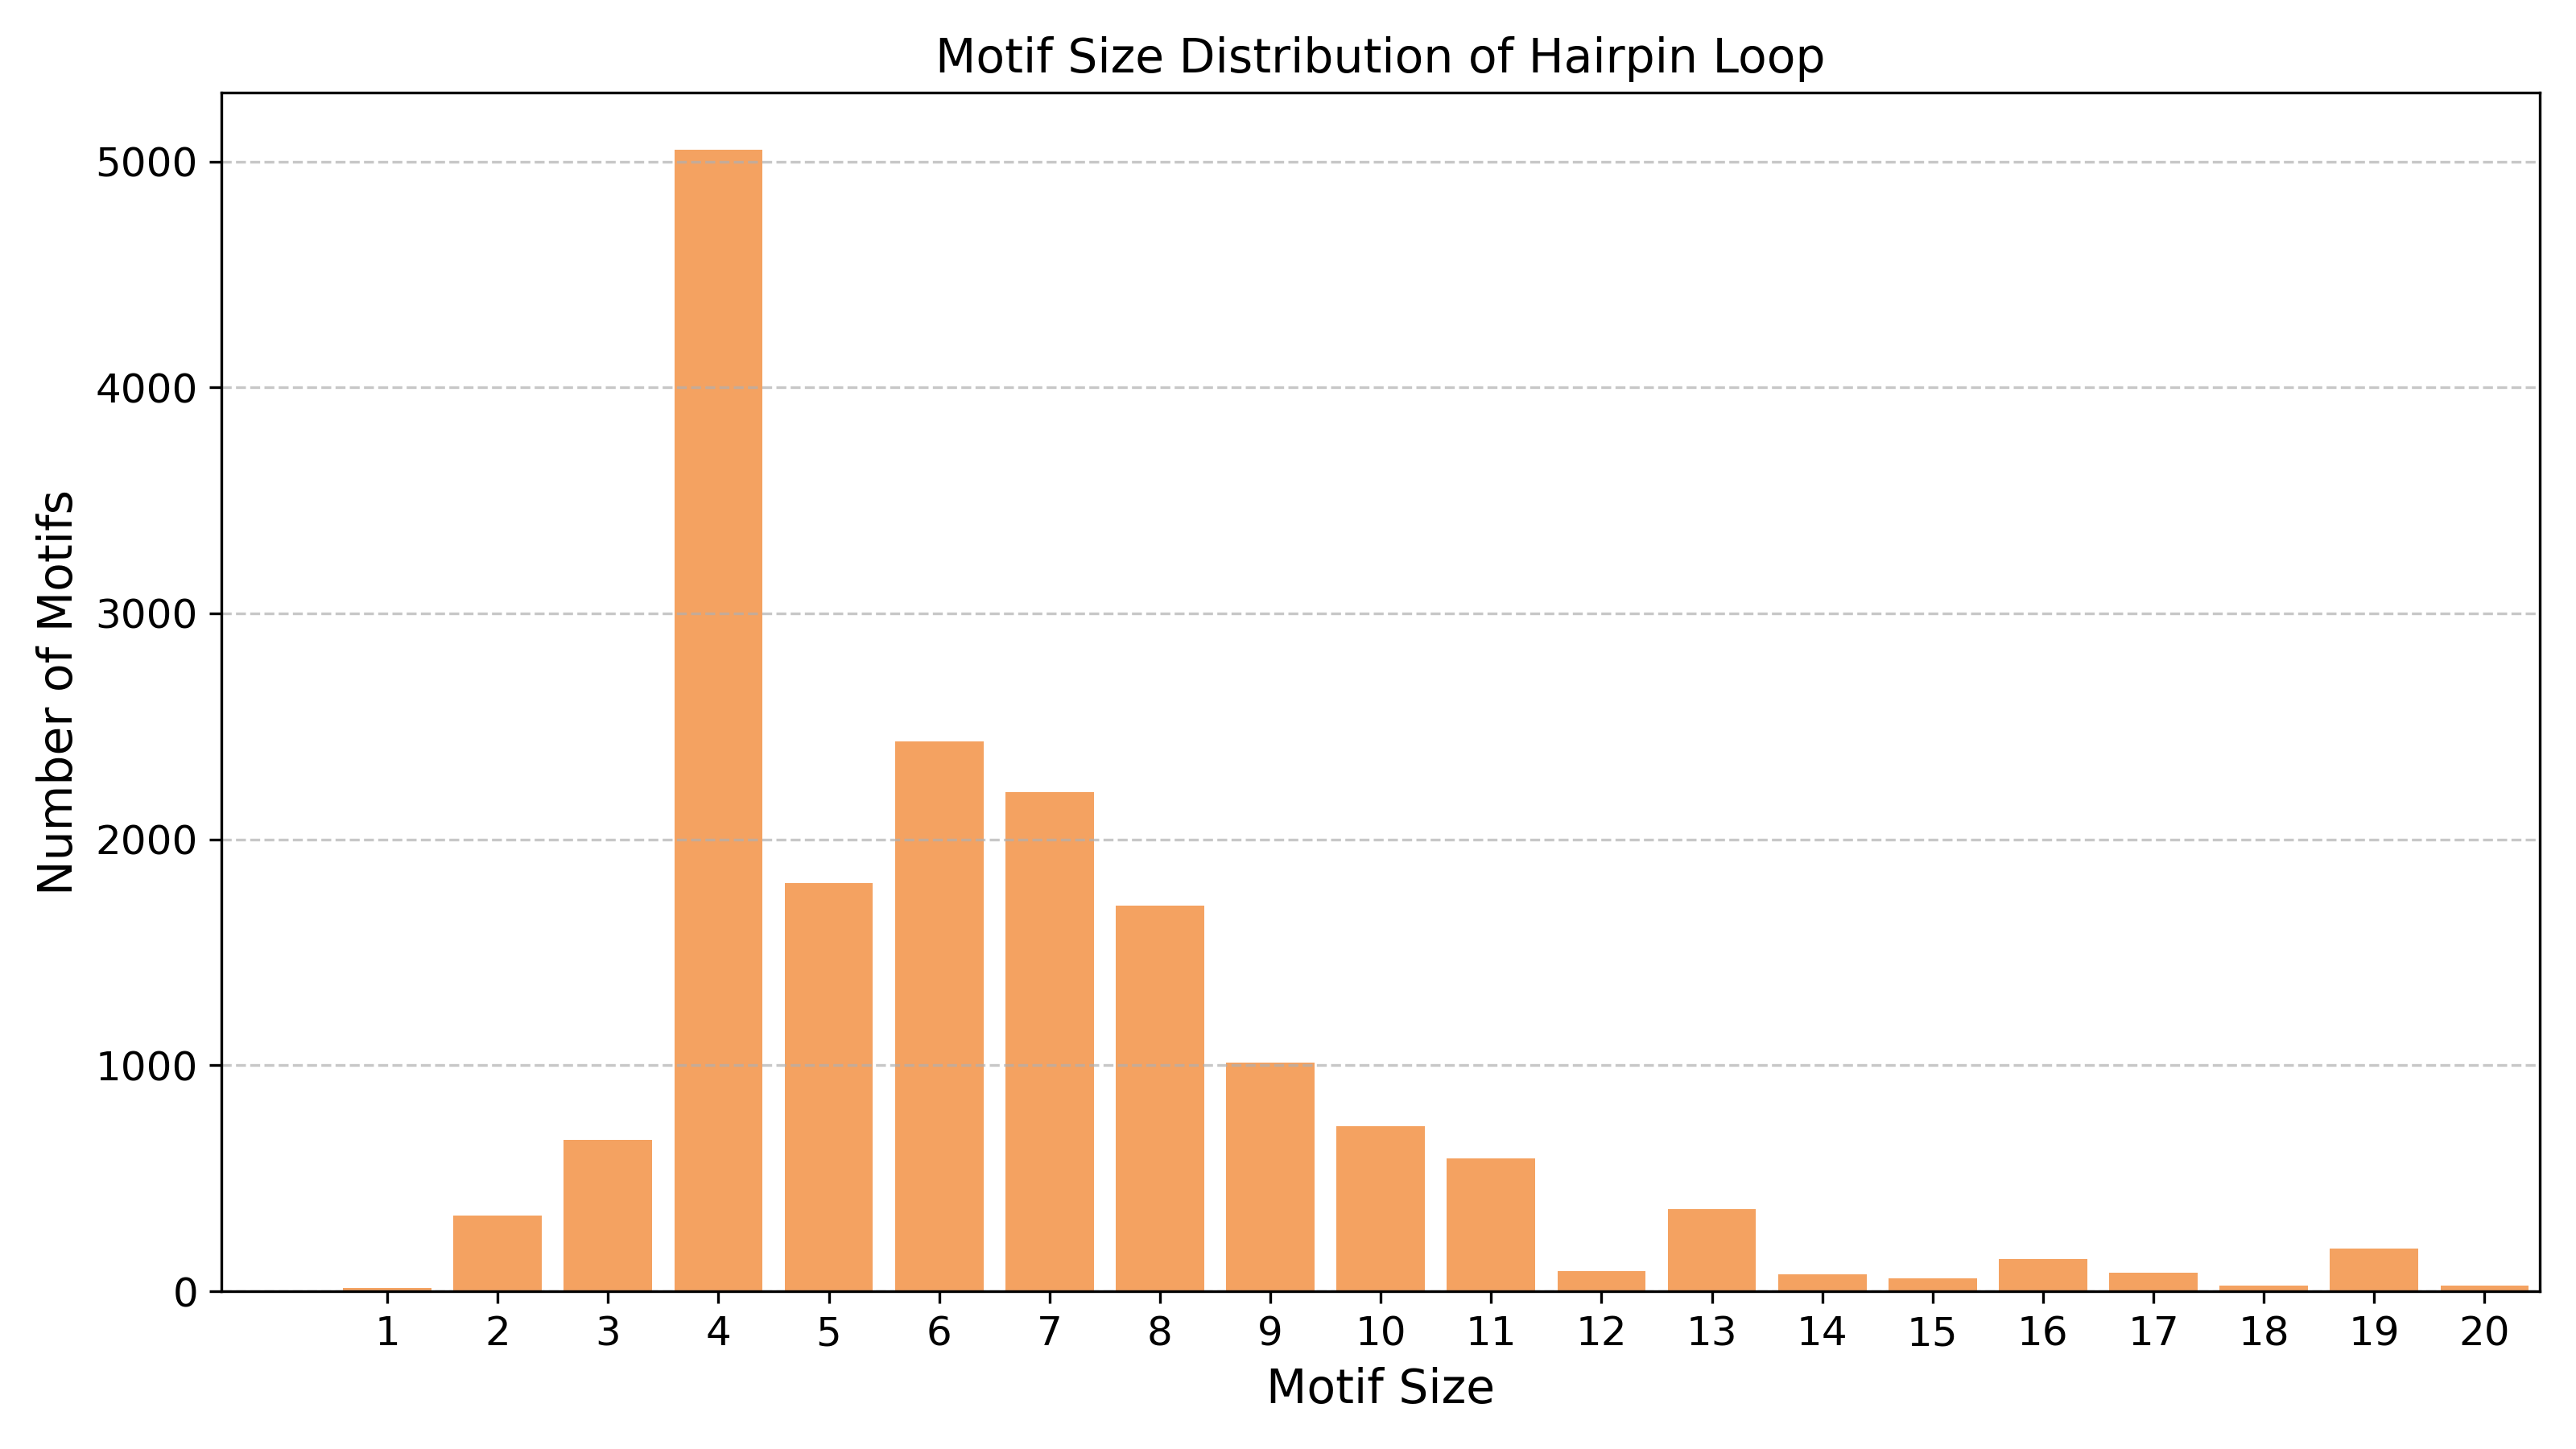 Motif Size Distribution of Hairpin Loop
Number of Motifs
5000
4000
3000
2000
1000
0
1 2 3 4 5 6 7 8 9 10 11 12 13 14 15 16 17 18 19 20
Motif Size